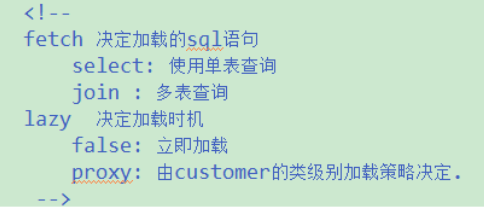 <!--
fetch 决定加载的sql语句
select: 使用单表查询
join : 多表查询
lazy  决定加载时机
false: 立即加载
proxy: 由customer的类级别加载策略决定.
-->